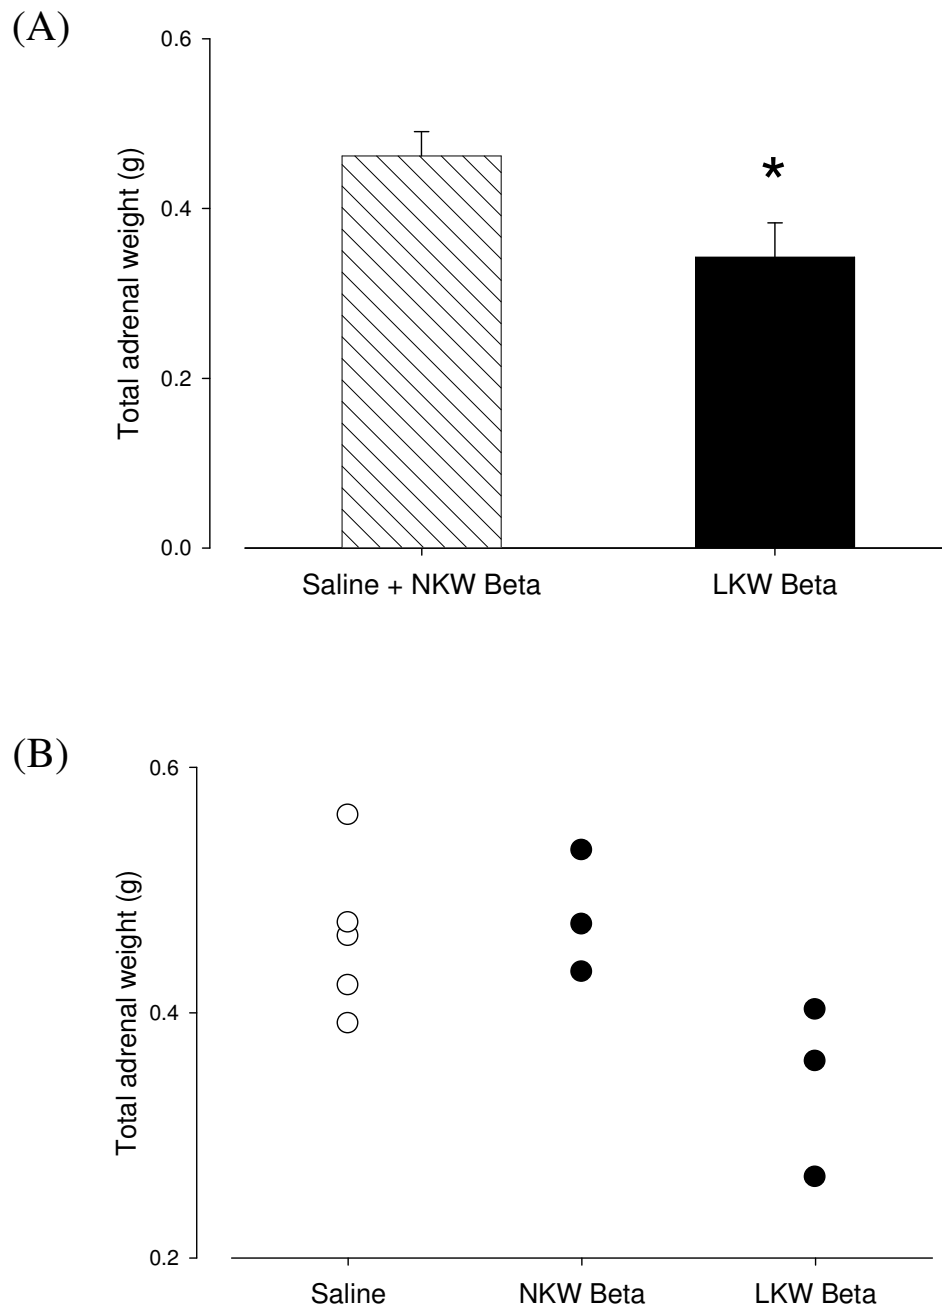 (A)
0.6
0.4
0.2
0.0
Total adrenal weight (g)
*
Saline + NKW Beta
LKW Beta
(B)
0.6
0.4
0.2
Total adrenal weight (g)
Saline
NKW Beta
LKW Beta